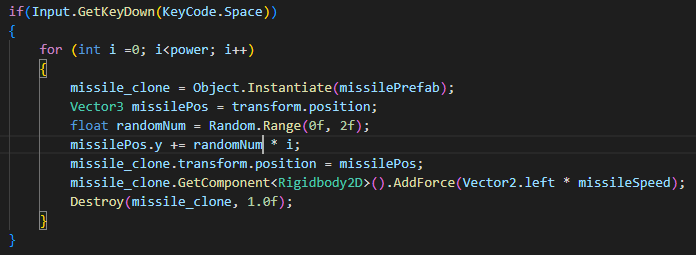 if(Input.GetKeyDown(KeyCode.Space))
{
for (int i =0; i<power; i++)
{
missile_clone = Object.Instantiate(missilePrefab);
Vector3 missilePos = transform.position;
float randomNum = Random.Range(0f, 2f);
missilePos.y += randomNum * i;
missile_clone.transform.position = missilePos;
missile_clone.GetComponent<Rigidbody2D>().AddForce(Vector2.left * missileSpeed);
Destroy(missile_clone, 1.0f);
}
}